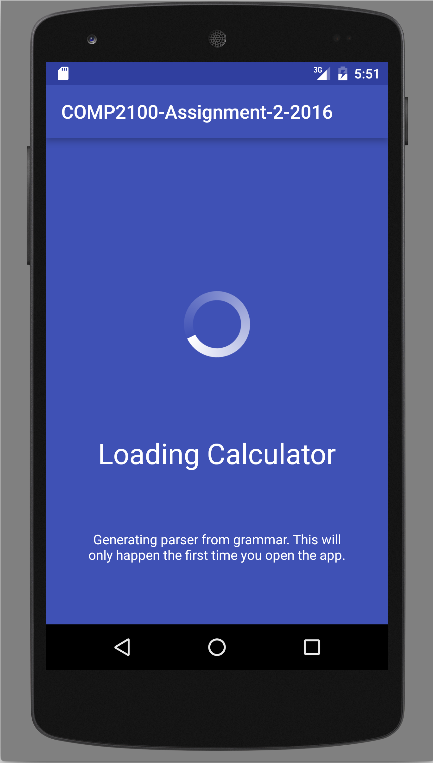 3G 5:51
COMP2100-Assignment-2-2016
Loading Calculator
Generating parser from grammar. This will
only happen the first time you open the app.